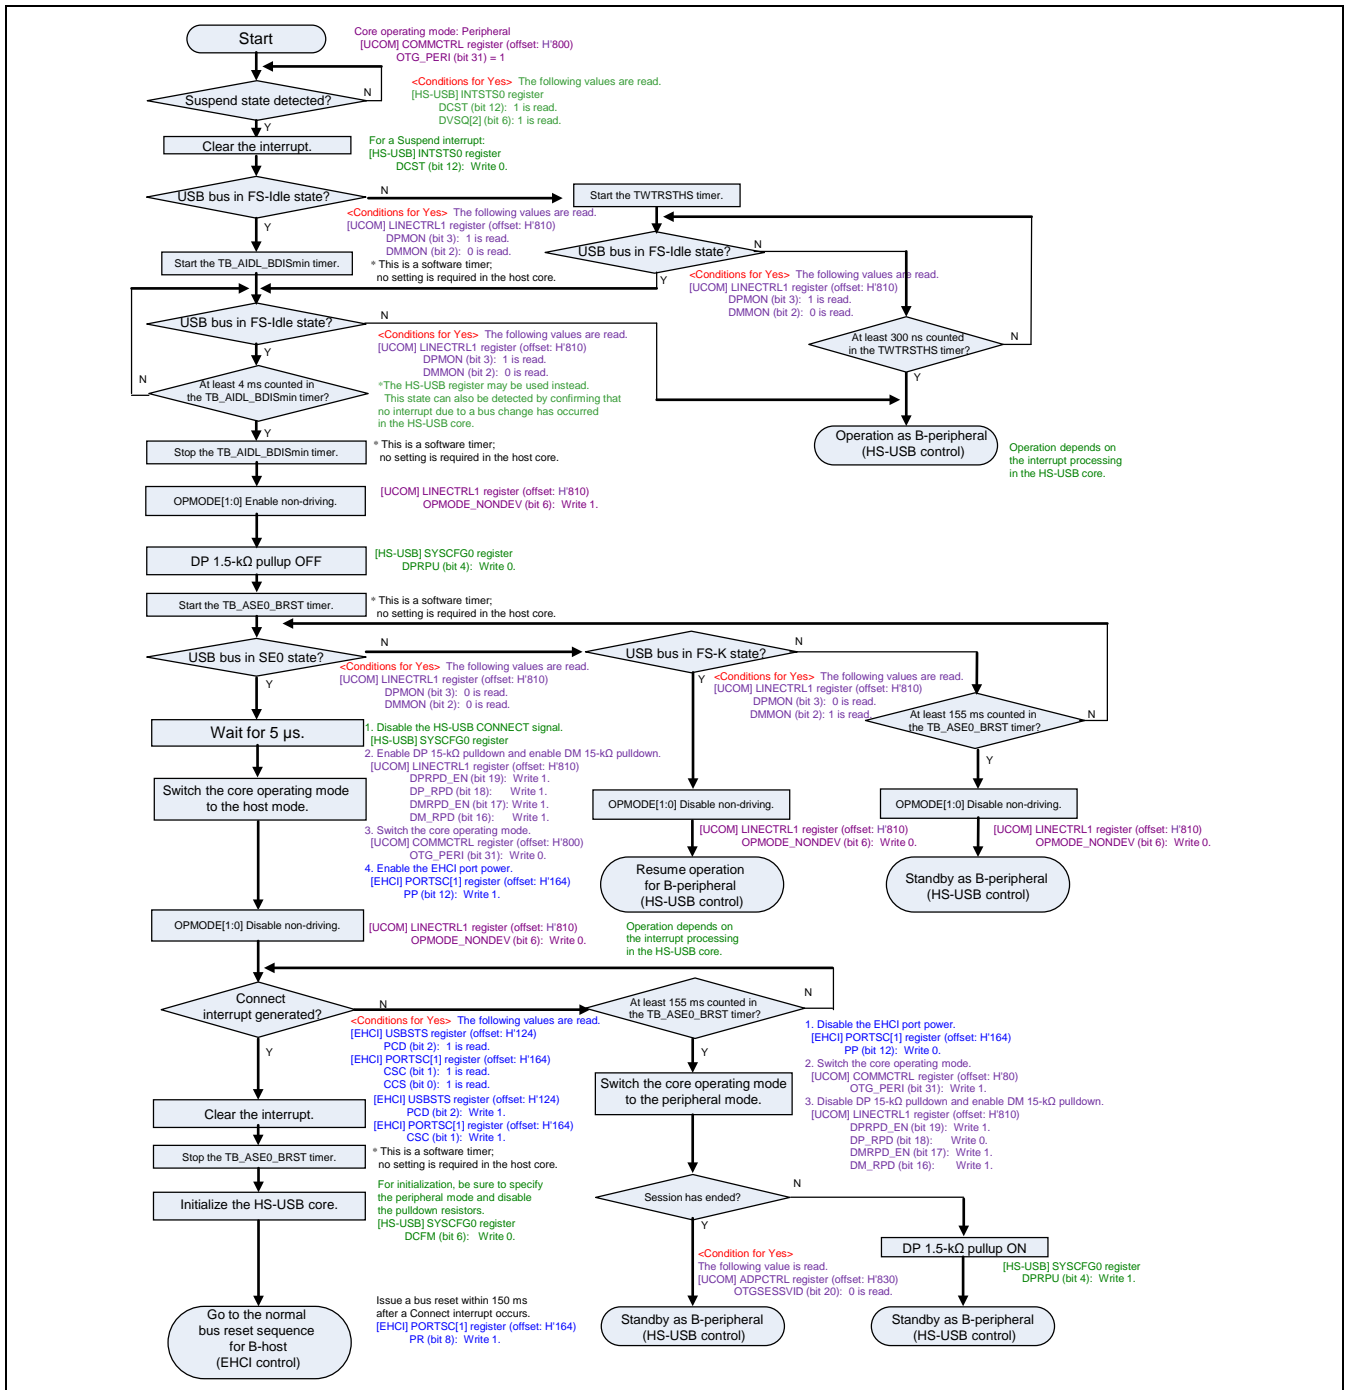 Start
Core operating mode: Peripheral
[UCOM] COMMCTRL register (offset: H'800)
OTG_PERI (bit 31) = 1
Suspend state detected?
N
<Conditions for Yes> The following values are read.
[HS-USB] INTSTS0 register
DCST (bit 12): 1 is read.
DVSQ[2] (bit 6): 1 is read.
Y
Clear the interrupt.
For a Suspend interrupt:
[HS-USB] INTSTS0 register
DCST (bit 12): Write 0.
USB bus in FS-Idle state?
N
Start the TWTRSTHS timer.
<Conditions for Yes> The following values are read.
[UCOM] LINECTRL1 register (offset: H'810)
DPMON (bit 3): 1 is read.
DMMON (bit 2): 0 is read.
Y
USB bus in FS-Idle state?
N
Start the TB_AIDL_BDISmin timer.
* This is a software timer;
no setting is required in the host core.
<Conditions for Yes> The following values are read.
[UCOM] LINECTRL1 register (offset: H'810)
DPMON (bit 3): 1 is read.
DMMON (bit 2): 0 is read.
Y
USB bus in FS-Idle state?
N
<Conditions for Yes> The following values are read.
[UCOM] LINECTRL1 register (offset: H'810)
DPMON (bit 3): 1 is read.
DMMON (bit 2): 0 is read.
At least 300 ns counted
in the TWTRSTHS timer?
N
Y
Y
N
At least 4 ms counted in
the TB_AIDL_BDISmin timer?
*The HS-USB register may be used instead.
This state can also be detected by confirming that
no interrupt due to a bus change has occurred
in the HS-USB core.
Y
Operation as B-peripheral
(HS-USB control)
Operation depends on
the interrupt processing
in the HS-USB core.
Stop the TB_AIDL_BDISmin timer.
* This is a software timer;
no setting is required in the host core.
OPMODE[1:0] Enable non-driving.
[UCOM] LINECTRL1 register (offset: H'810)
OPMODE_NONDEV (bit 6): Write 1.
DP 1.5-kΩ pullup OFF
[HS-USB] SYSCFG0 register
DPRPU (bit 4): Write 0.
Start the TB_ASE0_BRST timer.
* This is a software timer;
no setting is required in the host core.
USB bus in SE0 state?
N
USB bus in FS-K state?
N
<Conditions for Yes> The following values are read.
[UCOM] LINECTRL1 register (offset: H'810)
DPMON (bit 3): 0 is read.
DMMON (bit 2): 0 is read.
Y
Y
<Conditions for Yes> The following values are read.
[UCOM] LINECTRL1 register (offset: H'810)
DPMON (bit 3): 0 is read.
DMMON (bit 2): 1 is read.
At least 155 ms counted in
the TB_ASE0_BRST timer?
N
Y
Wait for 5 µs.
1. Disable the HS-USB CONNECT signal.
[HS-USB] SYSCFG0 register
2. Enable DP 15-kΩ pulldown and enable DM 15-kΩ pulldown.
[UCOM] LINECTRL1 register (offset: H'810)
DPRPD_EN (bit 19): Write 1.
DP_RPD (bit 18): Write 1.
DMRPD_EN (bit 17): Write 1.
DM_RPD (bit 16): Write 1.
3. Switch the core operating mode.
[UCOM] COMMCTRL register (offset: H'800)
OTG_PERI (bit 31): Write 0.
4. Enable the EHCI port power.
[EHCI] PORTSC[1] register (offset: H'164)
PP (bit 12): Write 1.
Switch the core operating mode
to the host mode.
OPMODE[1:0] Disable non-driving.
[UCOM] LINECTRL1 register (offset: H'810)
OPMODE_NONDEV (bit 6): Write 0.
OPMODE[1:0] Disable non-driving.
[UCOM] LINECTRL1 register (offset: H'810)
OPMODE_NONDEV (bit 6): Write 0.
Resume operation
for B-peripheral
(HS-USB control)
Standby as B-peripheral
(HS-USB control)
Operation depends on
the interrupt processing
in the HS-USB core.
OPMODE[1:0] Disable non-driving.
[UCOM] LINECTRL1 register (offset: H'810)
OPMODE_NONDEV (bit 6): Write 0.
Connect
interrupt generated?
N
At least 155 ms counted in
the TB_ASE0_BRST timer?
N
<Conditions for Yes> The following values are read.
[EHCI] USBSTS register (offset: H'124)
PCD (bit 2): 1 is read.
[EHCI] PORTSC[1] register (offset: H'164)
CSC (bit 1): 1 is read.
CCS (bit 0): 1 is read.
Y
Y
1. Disable the EHCI port power.
[EHCI] PORTSC[1] register (offset: H'164)
PP (bit 12): Write 0.
2. Switch the core operating mode.
[UCOM] COMMCTRL register (offset: H'80)
OTG_PERI (bit 31): Write 1.
3. Disable DP 15-kΩ pulldown and enable DM 15-kΩ pulldown.
[UCOM] LINECTRL1 register (offset: H'810)
DPRPD_EN (bit 19): Write 1.
DP_RPD (bit 18): Write 0.
DMRPD_EN (bit 17): Write 1.
DM_RPD (bit 16): Write 1.
Switch the core operating mode
to the peripheral mode.
Clear the interrupt.
[EHCI] USBSTS register (offset: H'124)
PCD (bit 2): Write 1.
[EHCI] PORTSC[1] register (offset: H'164)
CSC (bit 1): Write 1.
Stop the TB_ASE0_BRST timer.
* This is a software timer;
no setting is required in the host core.
Initialize the HS-USB core.
For initialization, be sure to specify
the peripheral mode and disable
the pulldown resistors.
[HS-USB] SYSCFG0 register
DCFM (bit 6): Write 0.
Session has ended?
N
Y
<Condition for Yes>
The following value is read.
[UCOM] ADPCTRL register (offset: H'830)
OTGSESSVID (bit 20): 0 is read.
DP 1.5-kΩ pullup ON
[HS-USB] SYSCFG0 register
DPRPU (bit 4): Write 1.
Go to the normal
bus reset sequence
for B-host
(EHCI control)
Issue a bus reset within 150 ms
after a Connect interrupt occurs.
[EHCI] PORTSC[1] register (offset: H'164)
PR (bit 8): Write 1.
Standby as B-peripheral
(HS-USB control)
Standby as B-peripheral
(HS-USB control)